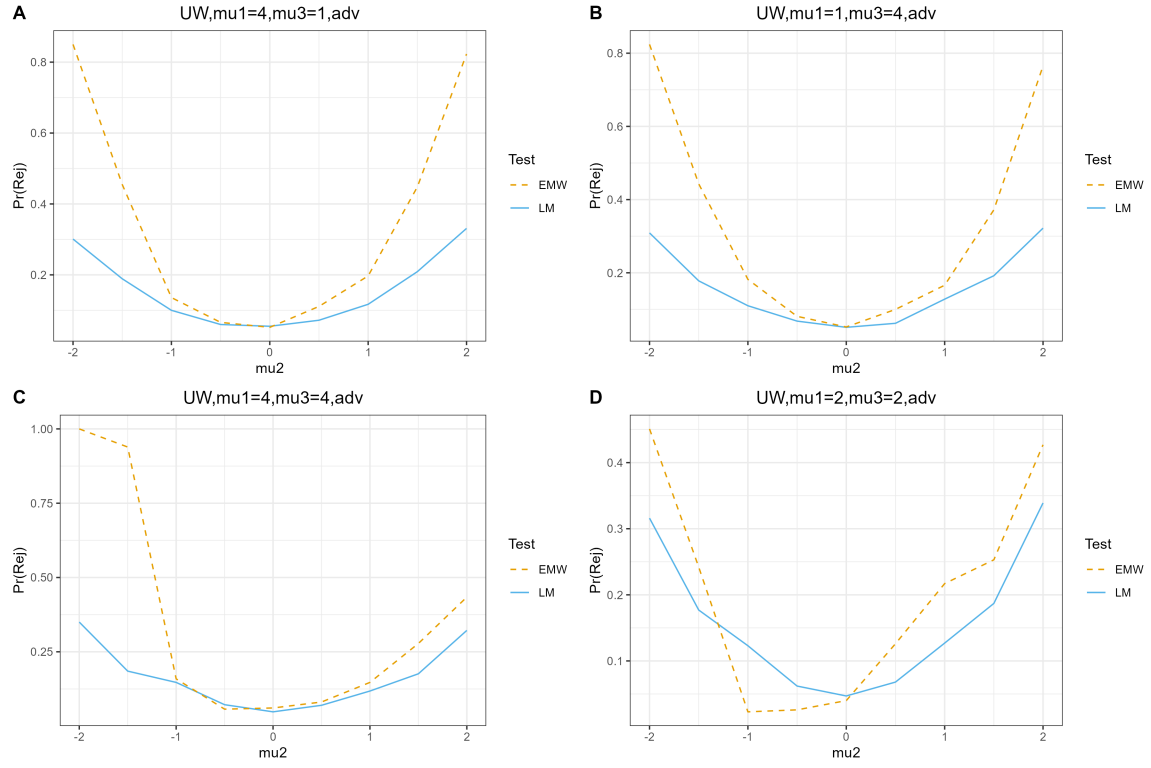 A
UW,mu1=4,mu3=1,adv
Pr(Rej)
0.8
0.6
0.4
0.2
-2 -1 0 1 2
mu2
Test
EMW
LM
B
UW,mu1=1,mu3=4,adv
Pr(Rej)
0.8
0.6
0.4
0.2
-2 -1 0 1 2
mu2
Test
EMW
LM
C
UW,mu1=4,mu3=4,adv
Pr(Rej)
1.00
0.75
0.50
0.25
-2 -1 0 1 2
mu2
Test
EMW
LM
D
UW,mu1=2,mu3=2,adv
Pr(Rej)
0.4
0.3
0.2
0.1
-2 -1 0 1 2
mu2
Test
EMW
LM